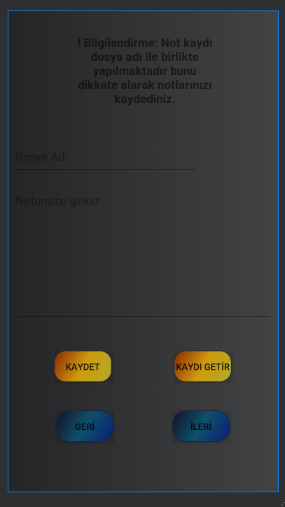 ! Bilgilendirme: Not kaydı
dosya adı ile birlikte
yapılmaktadır bunu
dikkate alarak notlarınızı
kaydediniz.
Dosya Adı:
Notunuzu giriniz...
KAYDET
KAYDI GETİR
GERİ
İLERİ